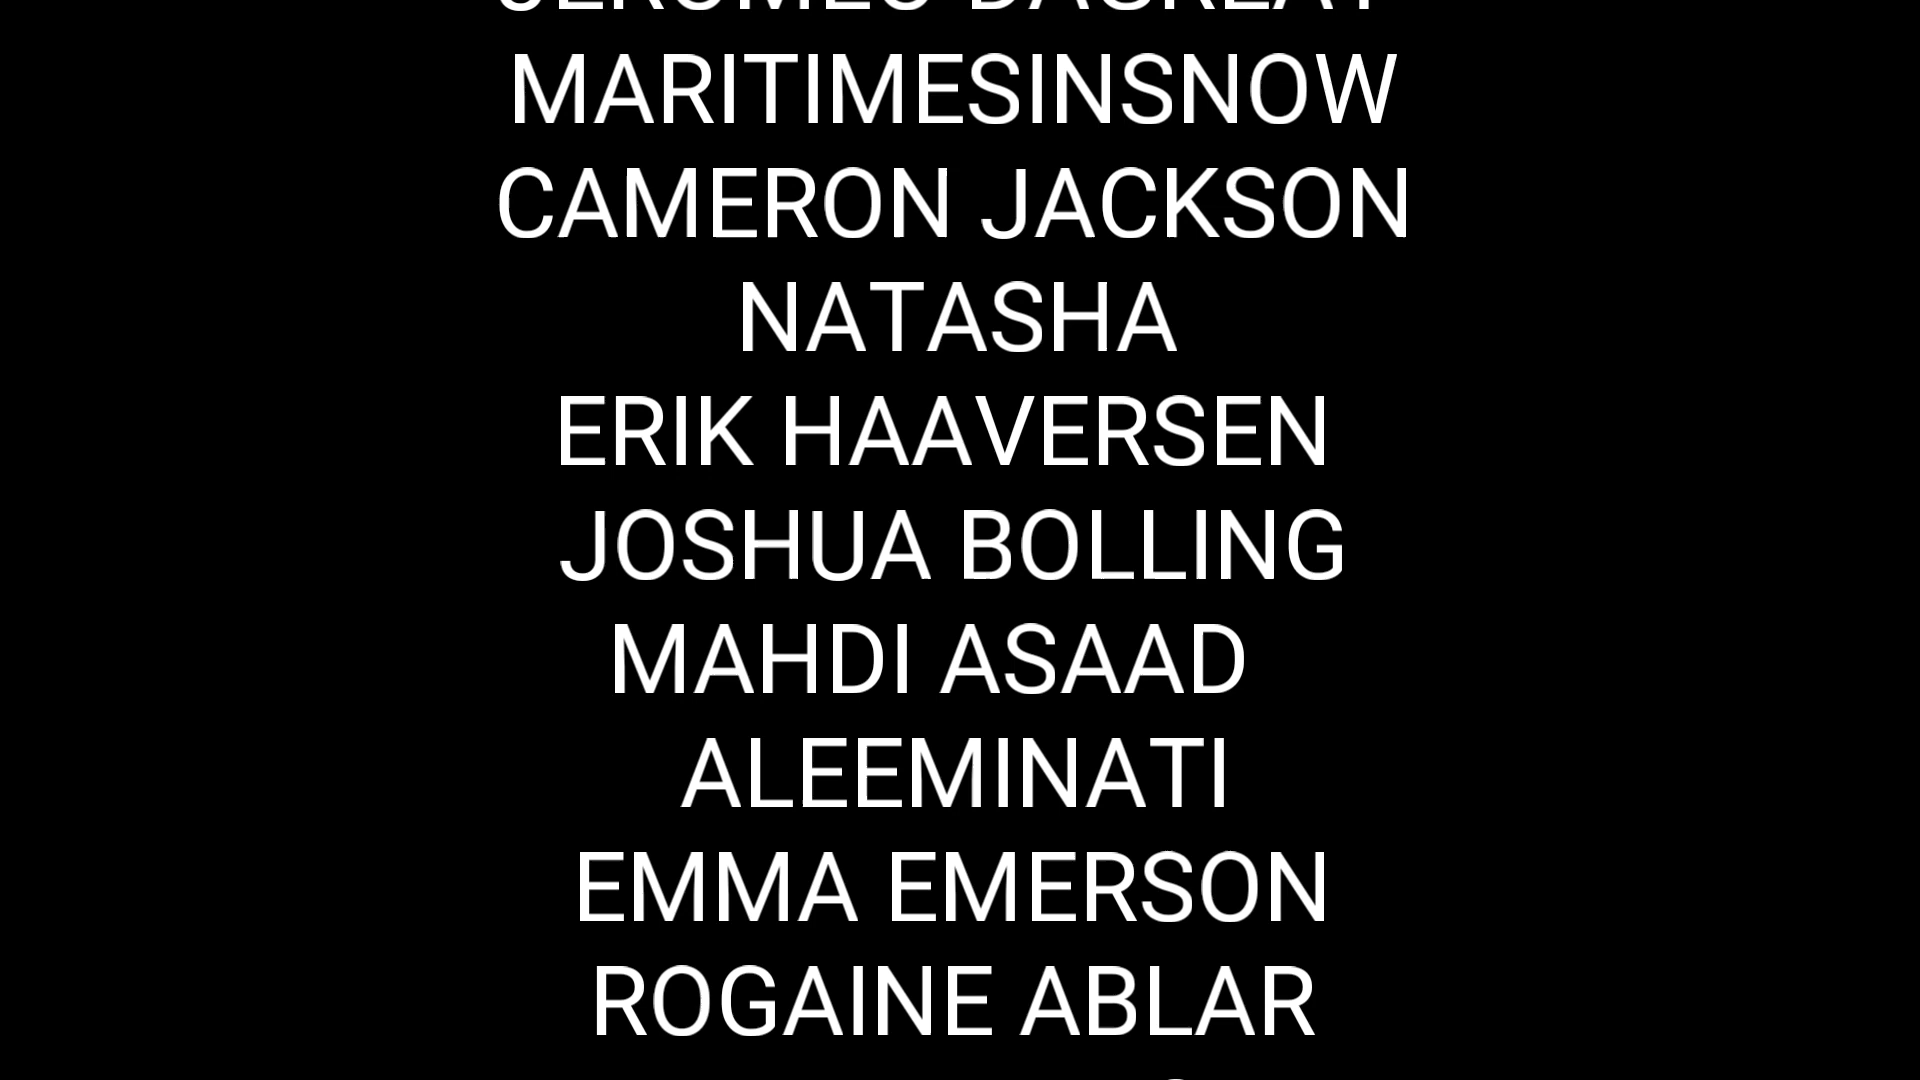 MARITIMESINSNOW
CAMERON JACKSON
NATASHA
ERIK HAAVERSEN
JOSHUA BOLLING
MAHDI ASAAD
ALEEMINATI
EMMA EMERSON
ROGAINE ABLAR